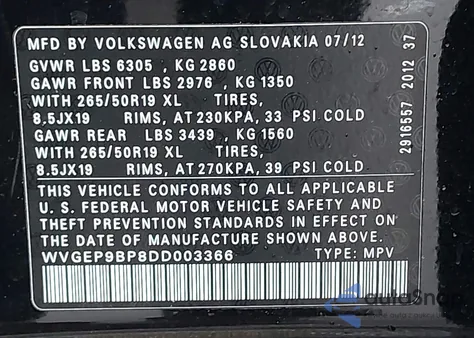 MFD BY VOLKSWAGEN AG SLOVAKIA 07/12
GVWR LBS 6305 , KG 2860
GAWR FRONT LBS 2976 , KG 1350
WITH 265/50R19 XL TIRES,
8.5JX19 RIMS, AT 230KPA, 33 PSI COLD
GAWR REAR LBS 3439 , KG 1560
WITH 265/50R19 XL TIRES,
8.5JX19 RIMS, AT 270KPA, 39 PSI COLD
THIS VEHICLE CONFORMS TO ALL APPLICABLE
U. S. FEDERAL MOTOR VEHICLE SAFETY AND
THEFT PREVENTION STANDARDS IN EFFECT ON
THE DATE OF MANUFACTURE SHOWN ABOVE.
WVGEP9BP8DD003366 TYPE: MPV
2916557 2012 37